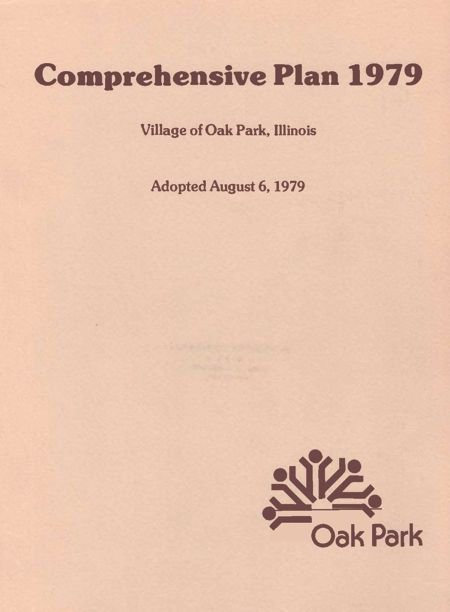 Comprehensive Plan 1979
Village of Oak Park, Illinois
Adopted August 6, 1979
Oak Park